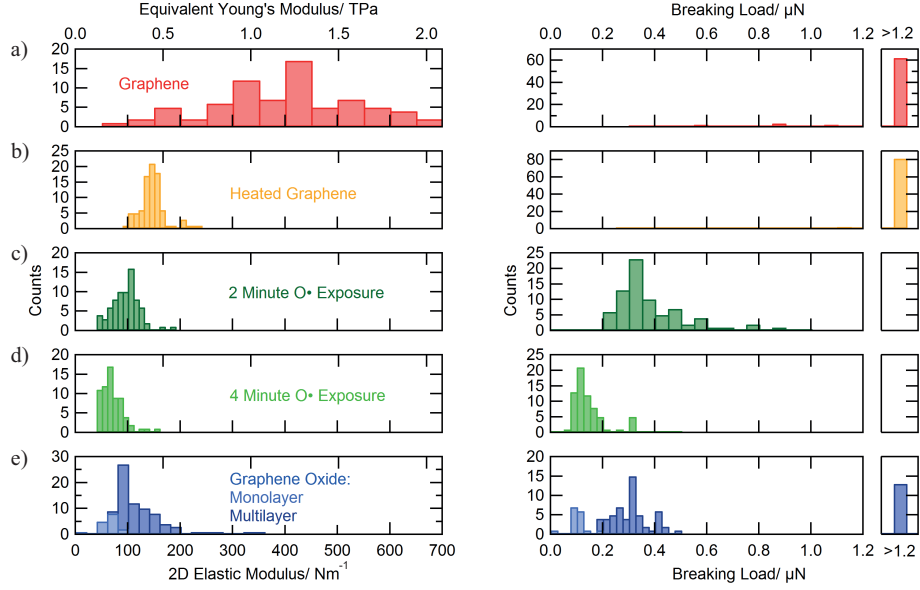 Equivalent Young's Modulus/ TPa
Breaking Load/ µN
0.0 0.5 1.0 1.5 2.0
0.0 0.2 0.4 0.6 0.8 1.0 1.2 >1.2
a)
20
15
10
5
0
Graphene
60
40
20
0
b)
25
20
15
10
5
0
Heated Graphene
80
60
40
20
0
Counts
c)
20
15
10
5
0
2 Minute O• Exposure
Counts
25
20
15
10
5
0
d)
20
15
10
5
0
4 Minute O• Exposure
25
20
15
10
5
0
e)
30
20
10
0
Graphene Oxide:
Monolayer
Multilayer
20
15
10
5
0
0 100 200 300 400 500 600 700
0.0 0.2 0.4 0.6 0.8 1.0 1.2 >1.2
2D Elastic Modulus/ Nm⁻¹
Breaking Load/ µN